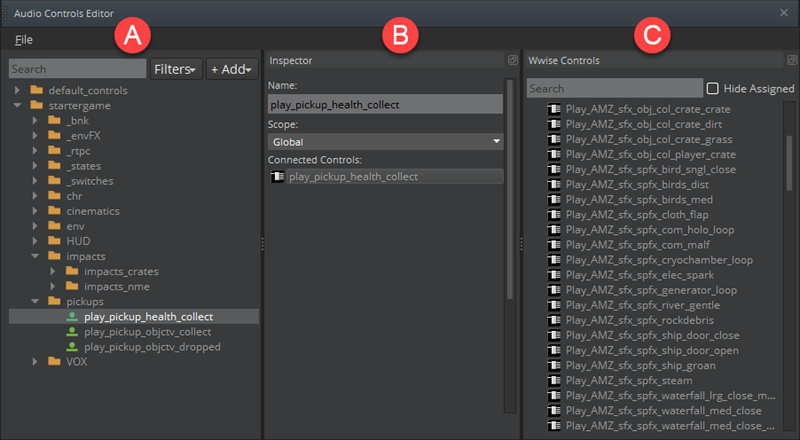 Audio Controls Editor
File
A
B
C
Search
Filters
+ Add
default_controls
startergame
_bnk
_envFX
_rtpc
_states
_switches
chr
cinematics
env
HUD
impacts
impacts_crates
impacts_nme
pickups
play_pickup_health_collect
play_pickup_objctv_collect
play_pickup_objctv_dropped
VOX
Inspector
Name:
play_pickup_health_collect
Scope:
Global
Connected Controls:
play_pickup_health_collect
Wwise Controls
Search
Hide Assigned
Play_AMZ_sfx_obj_col_crate_crate
Play_AMZ_sfx_obj_col_crate_dirt
Play_AMZ_sfx_obj_col_crate_grass
Play_AMZ_sfx_obj_col_player_crate
Play_AMZ_sfx_spfx_bird_sngl_close
Play_AMZ_sfx_spfx_birds_dist
Play_AMZ_sfx_spfx_birds_med
Play_AMZ_sfx_spfx_cloth_flap
Play_AMZ_sfx_spfx_com_holo_loop
Play_AMZ_sfx_spfx_com_malf
Play_AMZ_sfx_spfx_cryochamber_loop
Play_AMZ_sfx_spfx_elec_spark
Play_AMZ_sfx_spfx_generator_loop
Play_AMZ_sfx_spfx_river_gentle
Play_AMZ_sfx_spfx_rockdebris
Play_AMZ_sfx_spfx_ship_door_close
Play_AMZ_sfx_spfx_ship_door_open
Play_AMZ_sfx_spfx_ship_groan
Play_AMZ_sfx_spfx_steam
Play_AMZ_sfx_spfx_waterfall_lrg_close_m...
Play_AMZ_sfx_spfx_waterfall_med_close
Play_AMZ_sfx_spfx_waterfall_med_close_...